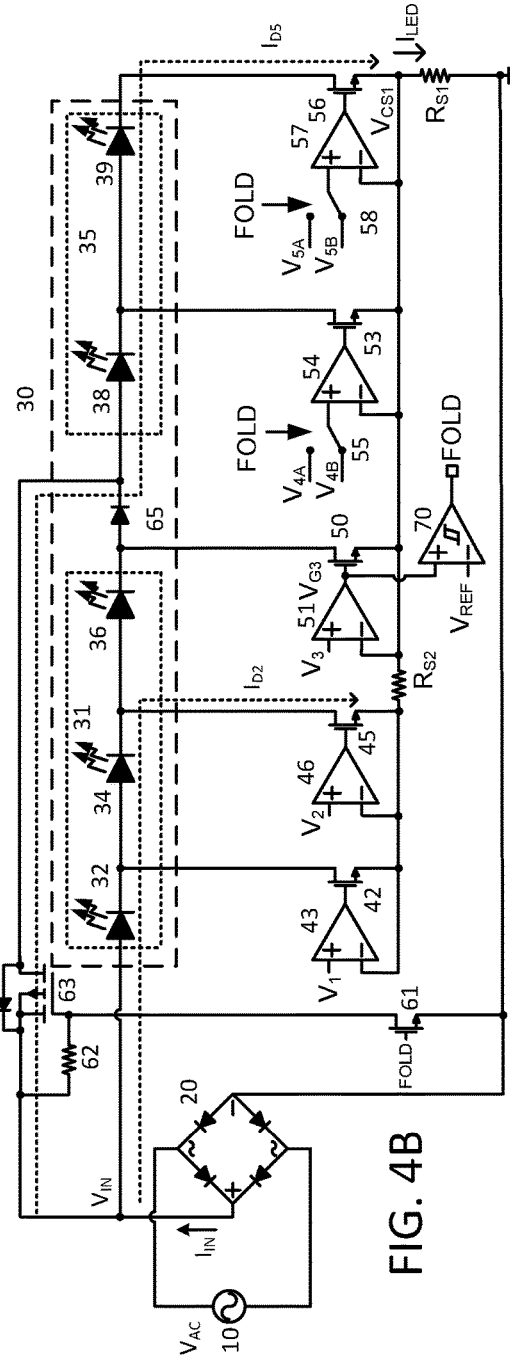 V_AC
10
I_IN
V_IN
20
62
63
30
32
34
31
36
65
38
35
39
I_D2
I_D5
V_1
43
42
V_2
46
45
V_3
51
V_G3
50
R_S2
V_REF
70
FOLD
FOLD
V_4A
V_4B
55
54
53
FOLD
V_5A
V_5B
58
57
56
V_CS1
I_LED
R_S1
FOLD
61
FIG. 4B